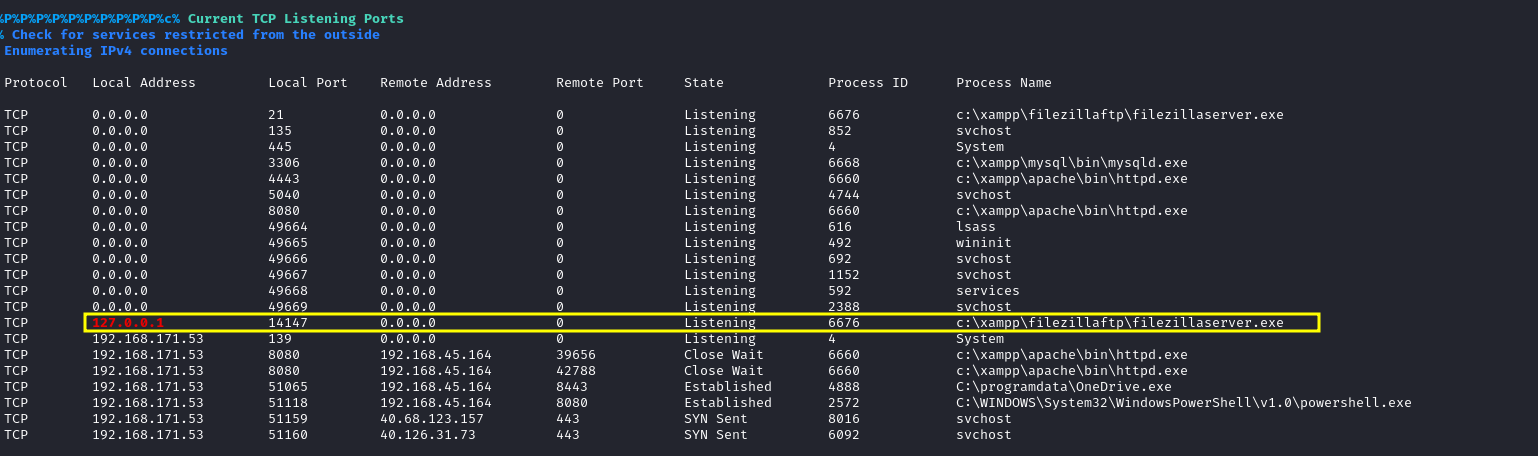 %P%P%P%P%P%P%P%P%P%P%c% Current TCP Listening Ports
% Check for services restricted from the outside
Enumerating IPv4 connections
Protocol Local Address Local Port Remote Address Remote Port State Process ID Process Name
TCP 0.0.0.0 21 0.0.0.0 0 Listening 6676 c:\xampp\filezillaftp\filezillaserver.exe
TCP 0.0.0.0 135 0.0.0.0 0 Listening 852 svchost
TCP 0.0.0.0 445 0.0.0.0 0 Listening 4 System
TCP 0.0.0.0 3306 0.0.0.0 0 Listening 6668 c:\xampp\mysql\bin\mysqld.exe
TCP 0.0.0.0 4443 0.0.0.0 0 Listening 6660 c:\xampp\apache\bin\httpd.exe
TCP 0.0.0.0 5040 0.0.0.0 0 Listening 4744 svchost
TCP 0.0.0.0 8080 0.0.0.0 0 Listening 6660 c:\xampp\apache\bin\httpd.exe
TCP 0.0.0.0 49664 0.0.0.0 0 Listening 616 lsass
TCP 0.0.0.0 49665 0.0.0.0 0 Listening 492 wininit
TCP 0.0.0.0 49666 0.0.0.0 0 Listening 692 svchost
TCP 0.0.0.0 49667 0.0.0.0 0 Listening 1152 svchost
TCP 0.0.0.0 49668 0.0.0.0 0 Listening 592 services
TCP 0.0.0.0 49669 0.0.0.0 0 Listening 2388 svchost
TCP 127.0.0.1 14147 0.0.0.0 0 Listening 6676 c:\xampp\filezillaftp\filezillaserver.exe
TCP 192.168.171.53 139 0.0.0.0 0 Listening 4 System
TCP 192.168.171.53 8080 192.168.45.164 39656 Close Wait 6660 c:\xampp\apache\bin\httpd.exe
TCP 192.168.171.53 8080 192.168.45.164 42788 Close Wait 6660 c:\xampp\apache\bin\httpd.exe
TCP 192.168.171.53 51065 192.168.45.164 8443 Established 4888 C:\programdata\OneDrive.exe
TCP 192.168.171.53 51118 192.168.45.164 8080 Established 2572 C:\WINDOWS\System32\WindowsPowerShell\v1.0\powershell.exe
TCP 192.168.171.53 51159 40.68.123.157 443 SYN Sent 8016 svchost
TCP 192.168.171.53 51160 40.126.31.73 443 SYN Sent 6092 svchost